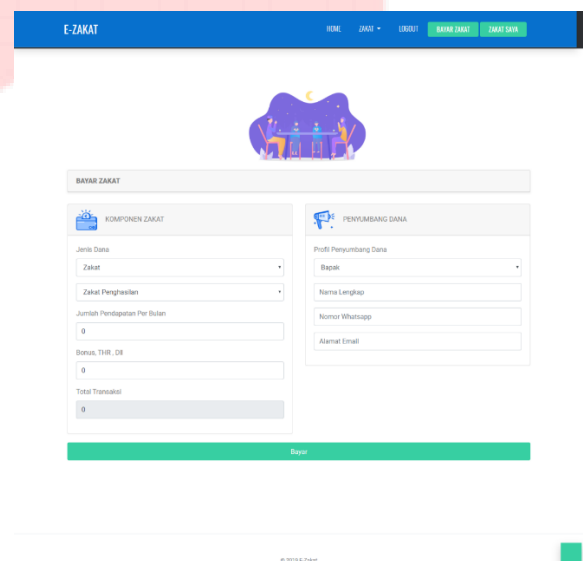 E-ZAKAT
HOME ZAKAT LOGOUT BAYAR ZAKAT ZAKAT SAYA
BAYAR ZAKAT
KOMPONEN ZAKAT
Jenis Dana
Zakat
Zakat Penghasilan
Jumlah Pendapatan Per Bulan
0
Bonus, THR , Dll
0
Total Transaksi
0
PENYUMBANG DANA
Profil Penyumbang Dana
Bapak
Nama Lengkap
Nomor Whatsapp
Alamat Email
Bayar
© 2019 E-Zakat